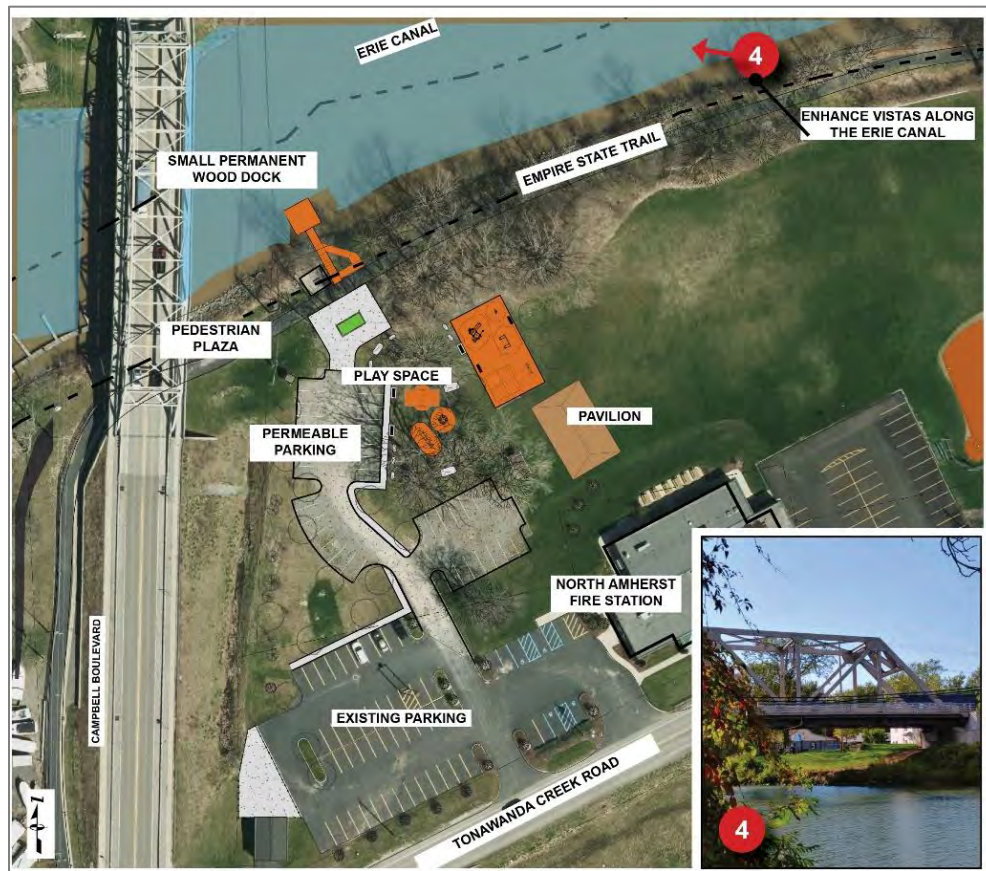 ERIE CANAL
4
ENHANCE VISTAS ALONG
THE ERIE CANAL
SMALL PERMANENT
WOOD DOCK
EMPIRE STATE TRAIL
PEDESTRIAN
PLAZA
PLAY SPACE
PERMEABLE
PARKING
PAVILION
NORTH AMHERST
FIRE STATION
CAMPBELL BOULEVARD
EXISTING PARKING
TONAWANDA CREEK ROAD
N
4